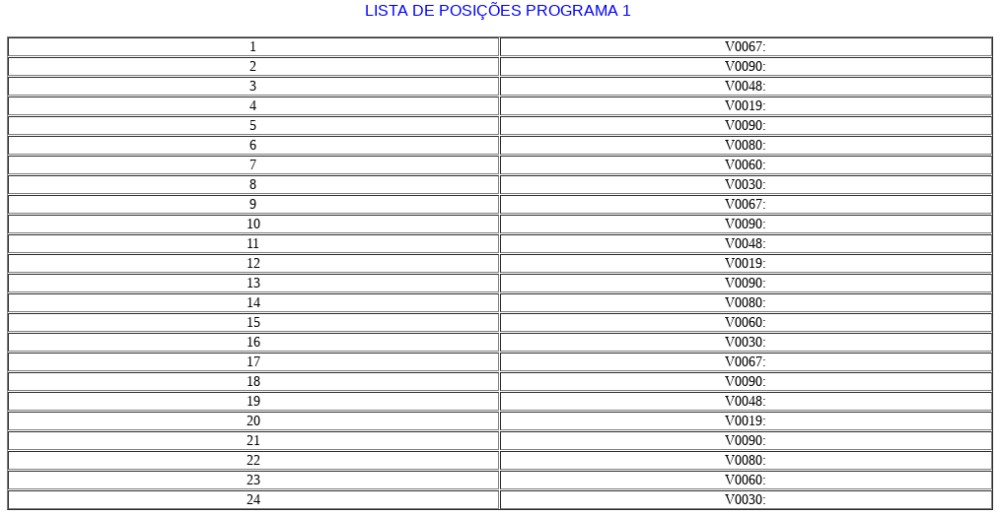 LISTA DE POSIÇÕES PROGRAMA 1
1 V0067:
2 V0090:
3 V0048:
4 V0019:
5 V0090:
6 V0080:
7 V0060:
8 V0030:
9 V0067:
10 V0090:
11 V0048:
12 V0019:
13 V0090:
14 V0080:
15 V0060:
16 V0030:
17 V0067:
18 V0090:
19 V0048:
20 V0019:
21 V0090:
22 V0080:
23 V0060:
24 V0030: